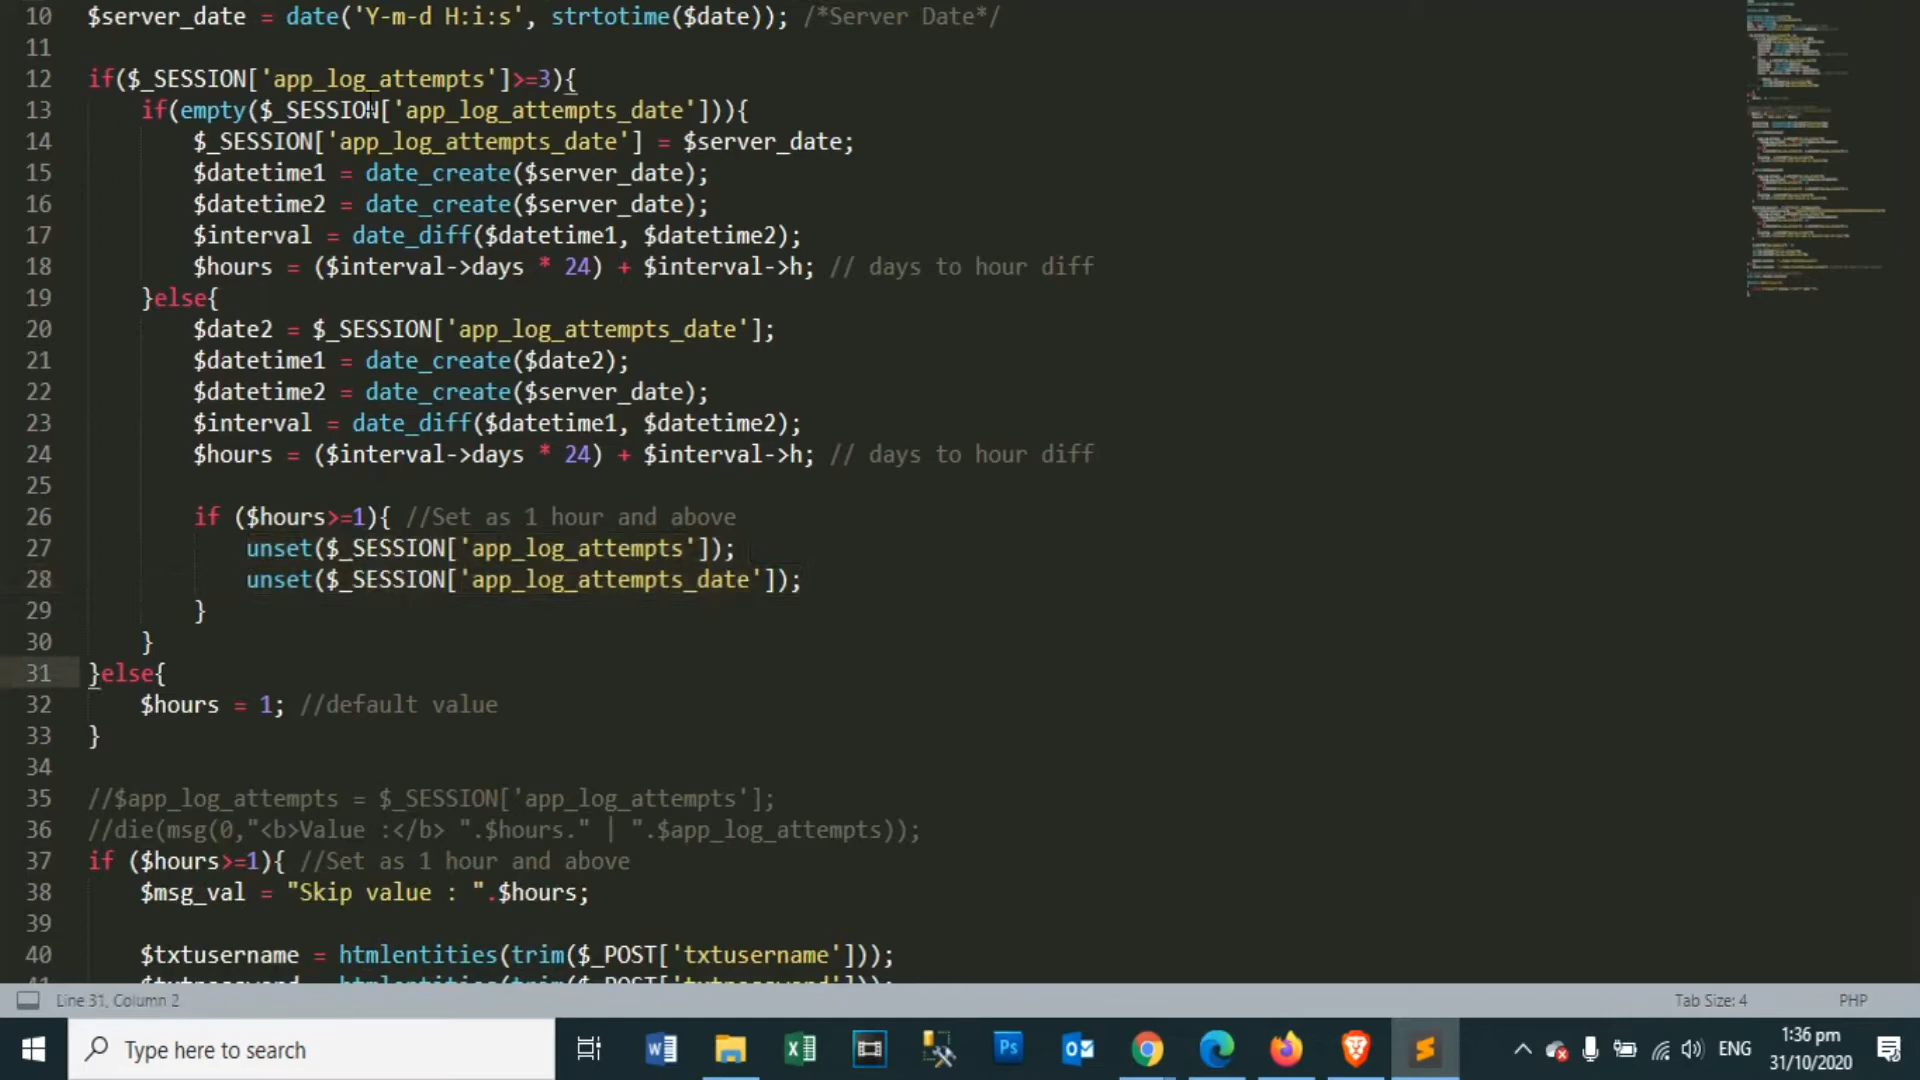 10 $server_date = date('Y-m-d H:i:s', strtotime($date)); /*Server Date*/
11
12 if($_SESSION['app_log_attempts']>=3){
13 if(empty($_SESSION['app_log_attempts_date'])){
14 $_SESSION['app_log_attempts_date'] = $server_date;
15 $datetime1 = date_create($server_date);
16 $datetime2 = date_create($server_date);
17 $interval = date_diff($datetime1, $datetime2);
18 $hours = ($interval->days * 24) + $interval->h; // days to hour diff
19 }else{
20 $date2 = $_SESSION['app_log_attempts_date'];
21 $datetime1 = date_create($date2);
22 $datetime2 = date_create($server_date);
23 $interval = date_diff($datetime1, $datetime2);
24 $hours = ($interval->days * 24) + $interval->h; // days to hour diff
25
26 if ($hours>=1){ //Set as 1 hour and above
27 unset($_SESSION['app_log_attempts']);
28 unset($_SESSION['app_log_attempts_date']);
29 }
30 }
31 }else{
32 $hours = 1; //default value
33 }
34
35 //$app_log_attempts = $_SESSION['app_log_attempts'];
36 //die(msg(0,"<b>Value :</b> ".$hours." | ".$app_log_attempts));
37 if ($hours>=1){ //Set as 1 hour and above
38 $msg_val = "Skip value : ".$hours;
39
40 $txtusername = htmlentities(trim($_POST['txtusername']));
Line 31, Column 2 Tab Size: 4 PHP
Type here to search
ENG 1:36 pm
31/10/2020